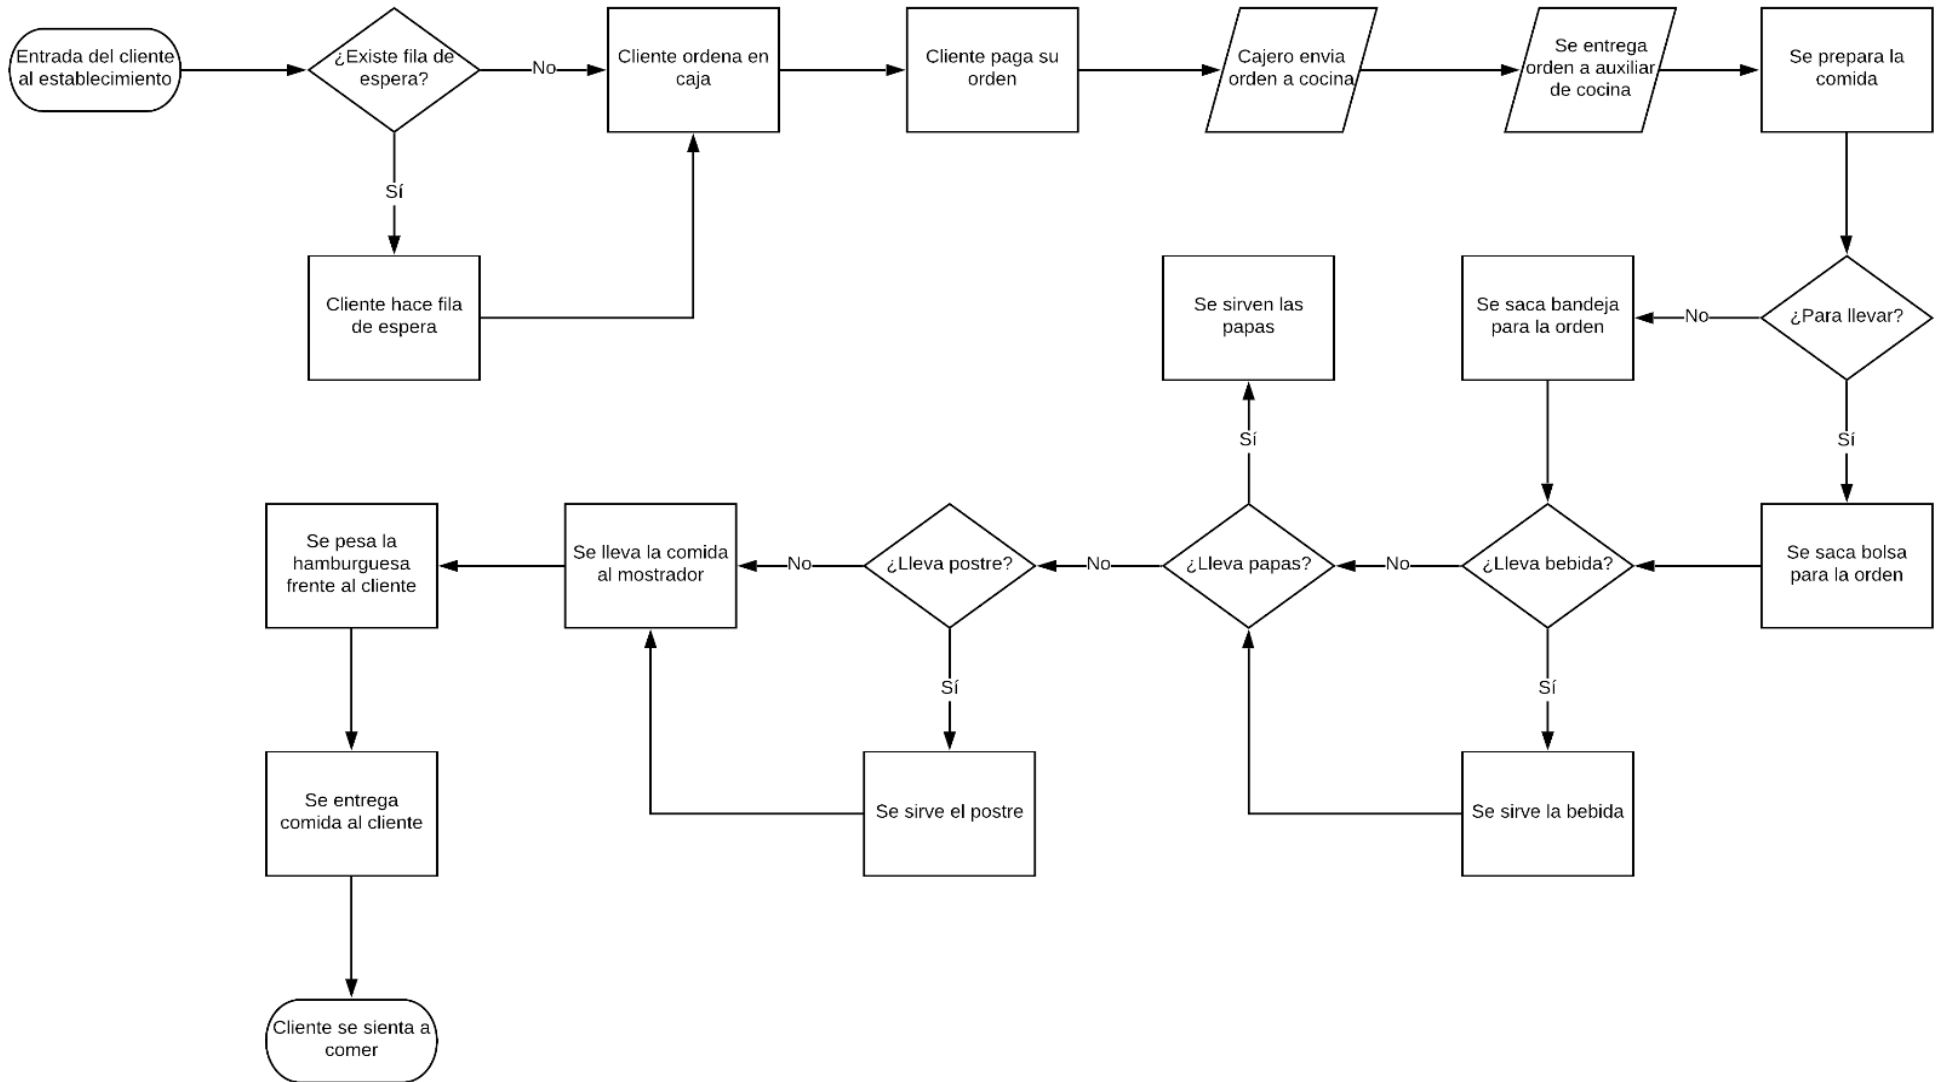 Entrada del cliente
al establecimiento
¿Existe fila de
espera?
No
Cliente ordena en
caja
Cliente paga su
orden
Cajero envia
orden a cocina
Se entrega
orden a auxiliar
de cocina
Se prepara la
comida
Sí
Cliente hace fila
de espera
Se sirven las
papas
Se saca bandeja
para la orden
No
¿Para llevar?
Sí
Sí
Se pesa la
hamburguesa
frente al cliente
Se lleva la comida
al mostrador
No
¿Lleva postre?
No
¿Lleva papas?
No
¿Lleva bebida?
Se saca bolsa
para la orden
Sí
Sí
Se entrega
comida al cliente
Se sirve el postre
Se sirve la bebida
Cliente se sienta a
comer